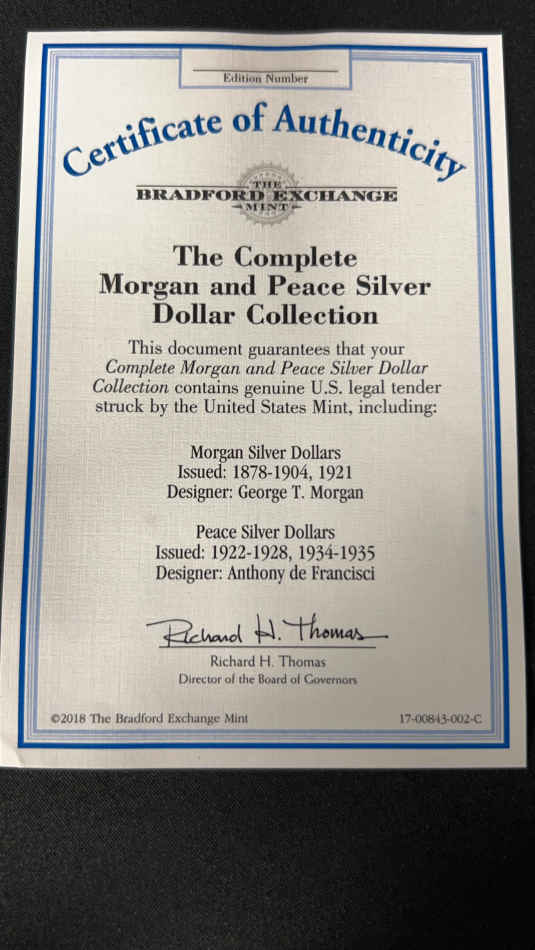 Edition Number
Certificate of Authenticity
THE
BRADFORD EXCHANGE
MINT
The Complete
Morgan and Peace Silver
Dollar Collection
This document guarantees that your
Complete Morgan and Peace Silver Dollar
Collection contains genuine U.S. legal tender
struck by the United States Mint, including:
Morgan Silver Dollars
Issued: 1878-1904, 1921
Designer: George T. Morgan
Peace Silver Dollars
Issued: 1922-1928, 1934-1935
Designer: Anthony de Francisci
Richard H. Thomas
Richard H. Thomas
Director of the Board of Governors
©2018 The Bradford Exchange Mint
17-00843-002-C